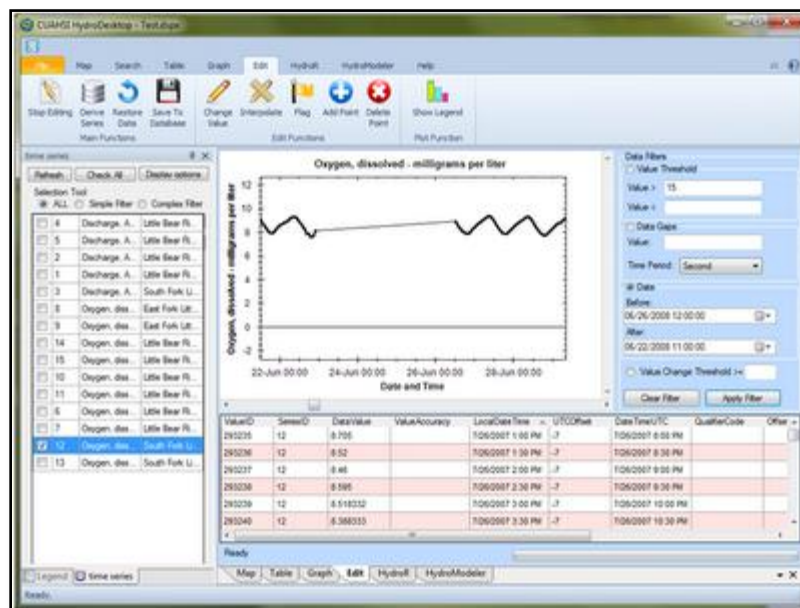 CUAHSI HydroDesktop - Test.dspx
Map Search Table Graph Edit HydroR HydroModeler Help
Stop Editing Derive Series Restore Data Save To Database Change Value Interpolate Flag Add Point Delete Point Show Legend
Main Functions Edit Functions Plot Function
time series
Refresh Check All Display options
Selection Tool
ALL Simple Filter Complex Filter
4 Discharge, A... Little Bear Ri...
5 Discharge, A... Little Bear Ri...
2 Discharge, A... Little Bear Ri...
1 Discharge, A... Little Bear Ri...
3 Discharge, A... South Fork Li...
8 Oxygen, diss... East Fork Litt...
9 Oxygen, diss... East Fork Litt...
14 Oxygen, diss... Little Bear Ri...
15 Oxygen, diss... Little Bear Ri...
10 Oxygen, diss... Little Bear Ri...
11 Oxygen, diss... Little Bear Ri...
6 Oxygen, diss... Little Bear Ri...
7 Oxygen, diss... Little Bear Ri...
12 Oxygen, diss... South Fork Li...
13 Oxygen, diss... South Fork Li...
Legend time series
Oxygen, dissolved - milligrams per liter
Oxygen, dissolved - milligrams per liter
12
10
8
6
4
2
0
-2
22-Jun 00:00 24-Jun 00:00 26-Jun 00:00 28-Jun 00:00
Date and Time
Data Filters
Value Threshold
Value > 15
Value <
Data Gaps
Value:
Time Period: Second
Date
Before:
06/26/2008 12:00:00
After:
06/22/2008 11:00:00
Value Change Threshold >=
Clear Filter Apply Filter
ValueID SeriesID DataValue ValueAccuracy LocalDateTime UTCOffset DateTimeUTC QualifierCode Offse
293235 12 8.705 7/26/2007 1:00 PM -7 7/26/2007 8:00 PM
293236 12 8.52 7/26/2007 1:30 PM -7 7/26/2007 8:30 PM
293237 12 8.46 7/26/2007 2:00 PM -7 7/26/2007 9:00 PM
293238 12 8.595 7/26/2007 2:30 PM -7 7/26/2007 9:30 PM
293239 12 8.518332 7/26/2007 3:00 PM -7 7/26/2007 10:00 PM
293240 12 8.388333 7/26/2007 3:30 PM -7 7/26/2007 10:30 PM
Ready
Map Table Graph Edit HydroR HydroModeler
Ready.